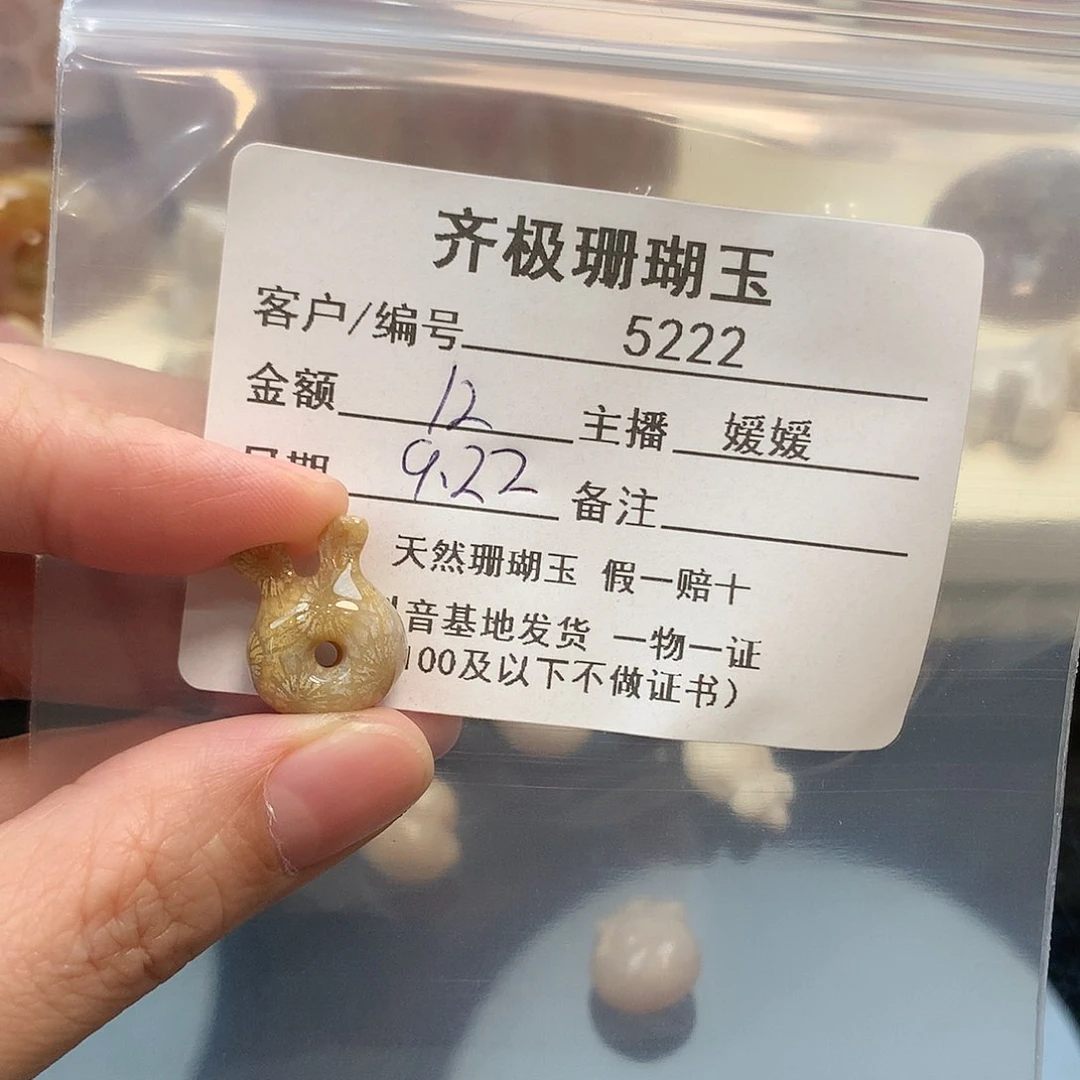 齐极珊瑚玉
客户/编号 5222
金额 12 主播 媛媛
日期 9.22 备注
天然珊瑚玉 假一赔十
音基地发货 一物一证
100及以下不做证书）